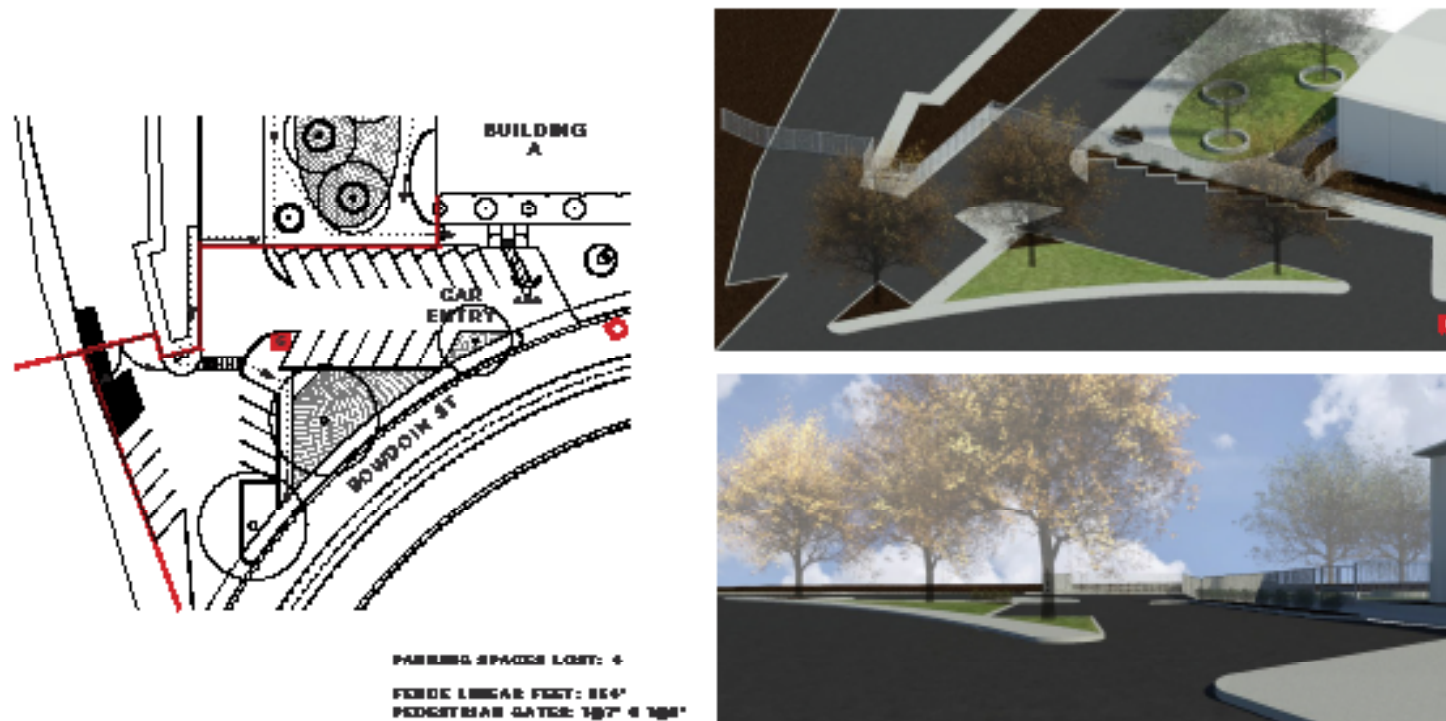 BUILDING
A
CAR
ENTRY
BOWDOIN ST
PARKING SPACES LOST: 4
FENCE LINEAR FEET:
PEDESTRIAN GATES: